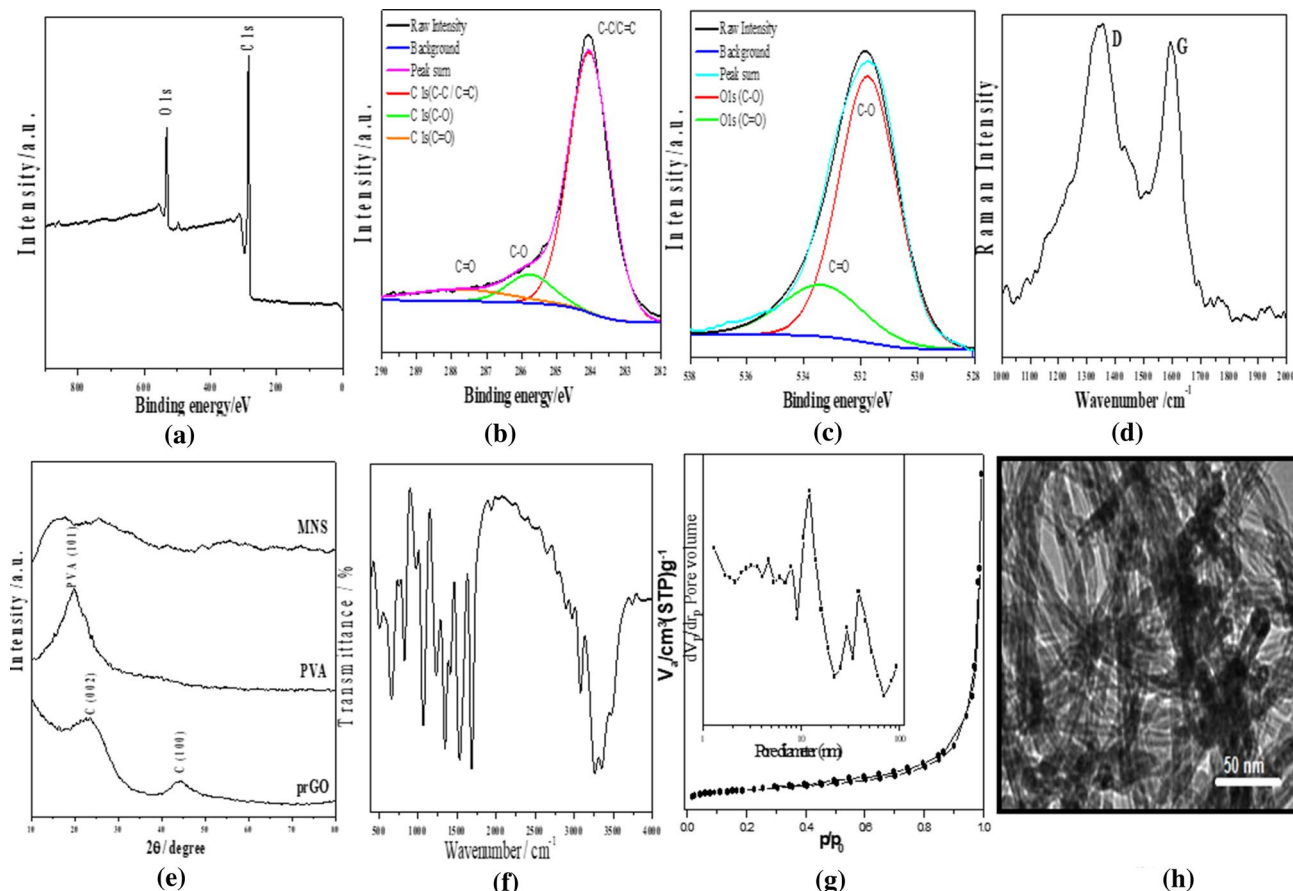 O 1s
C 1s
Intensity /a.u.
800
600
400
200
0
Binding energy/eV
(a)
Raw Intensity
Background
Peak sum
C 1s(C-C / C=C)
C 1s(C-O)
C 1s(C=O)
C-C/C=C
C-O
C=O
Intensity /a.u.
290
289
288
287
286
285
284
283
282
Binding energy/eV
(b)
Raw Intensity
Background
Peak sum
O1s (C-O)
O1s (C=O)
C-O
C=O
Intensity /a.u.
538
536
534
532
530
528
Binding energy/eV
(c)
D
G
Raman Intensity
1000
1100
1200
1300
1400
1500
1600
1700
1800
1900
2000
Wavenumber /cm-1
(d)
MNS
PVA (101)
PVA
C (002)
C (100)
prGO
Intensity /a.u.
10
20
30
40
50
60
70
80
2θ / degree
(e)
Transmittance / %
500
1000
1500
2000
2500
3000
3500
4000
Wavenumber / cm-1
(f)
Va/cm3(STP)g-1
dVp/drp Pore volume
1
10
100
Pore diameter (nm)
0.0
0.2
0.4
0.6
0.8
1.0
p/p0
(g)
50 nm
(h)